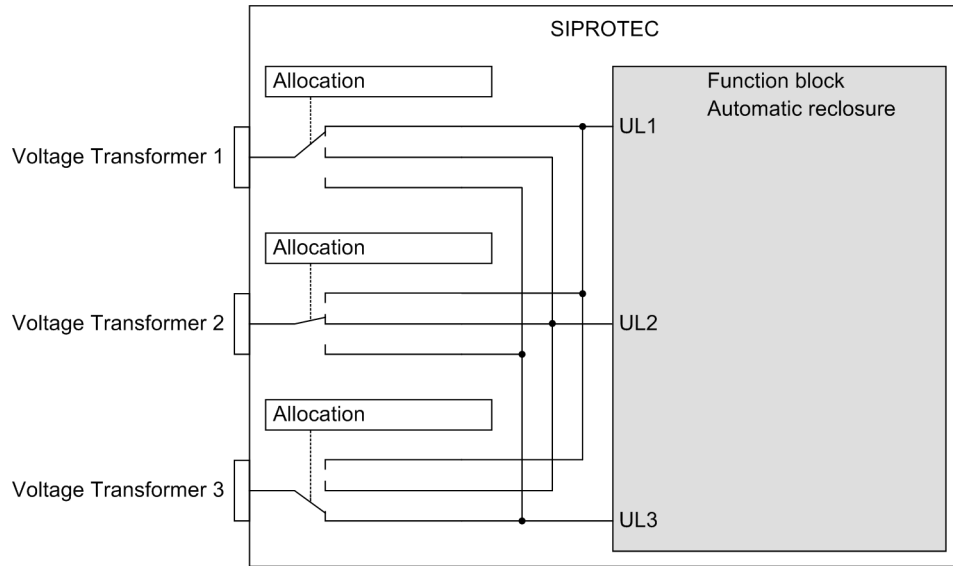 SIPROTEC
Allocation
Function block
Automatic reclosure
UL1
Voltage Transformer 1
Allocation
Voltage Transformer 2
UL2
Allocation
Voltage Transformer 3
UL3